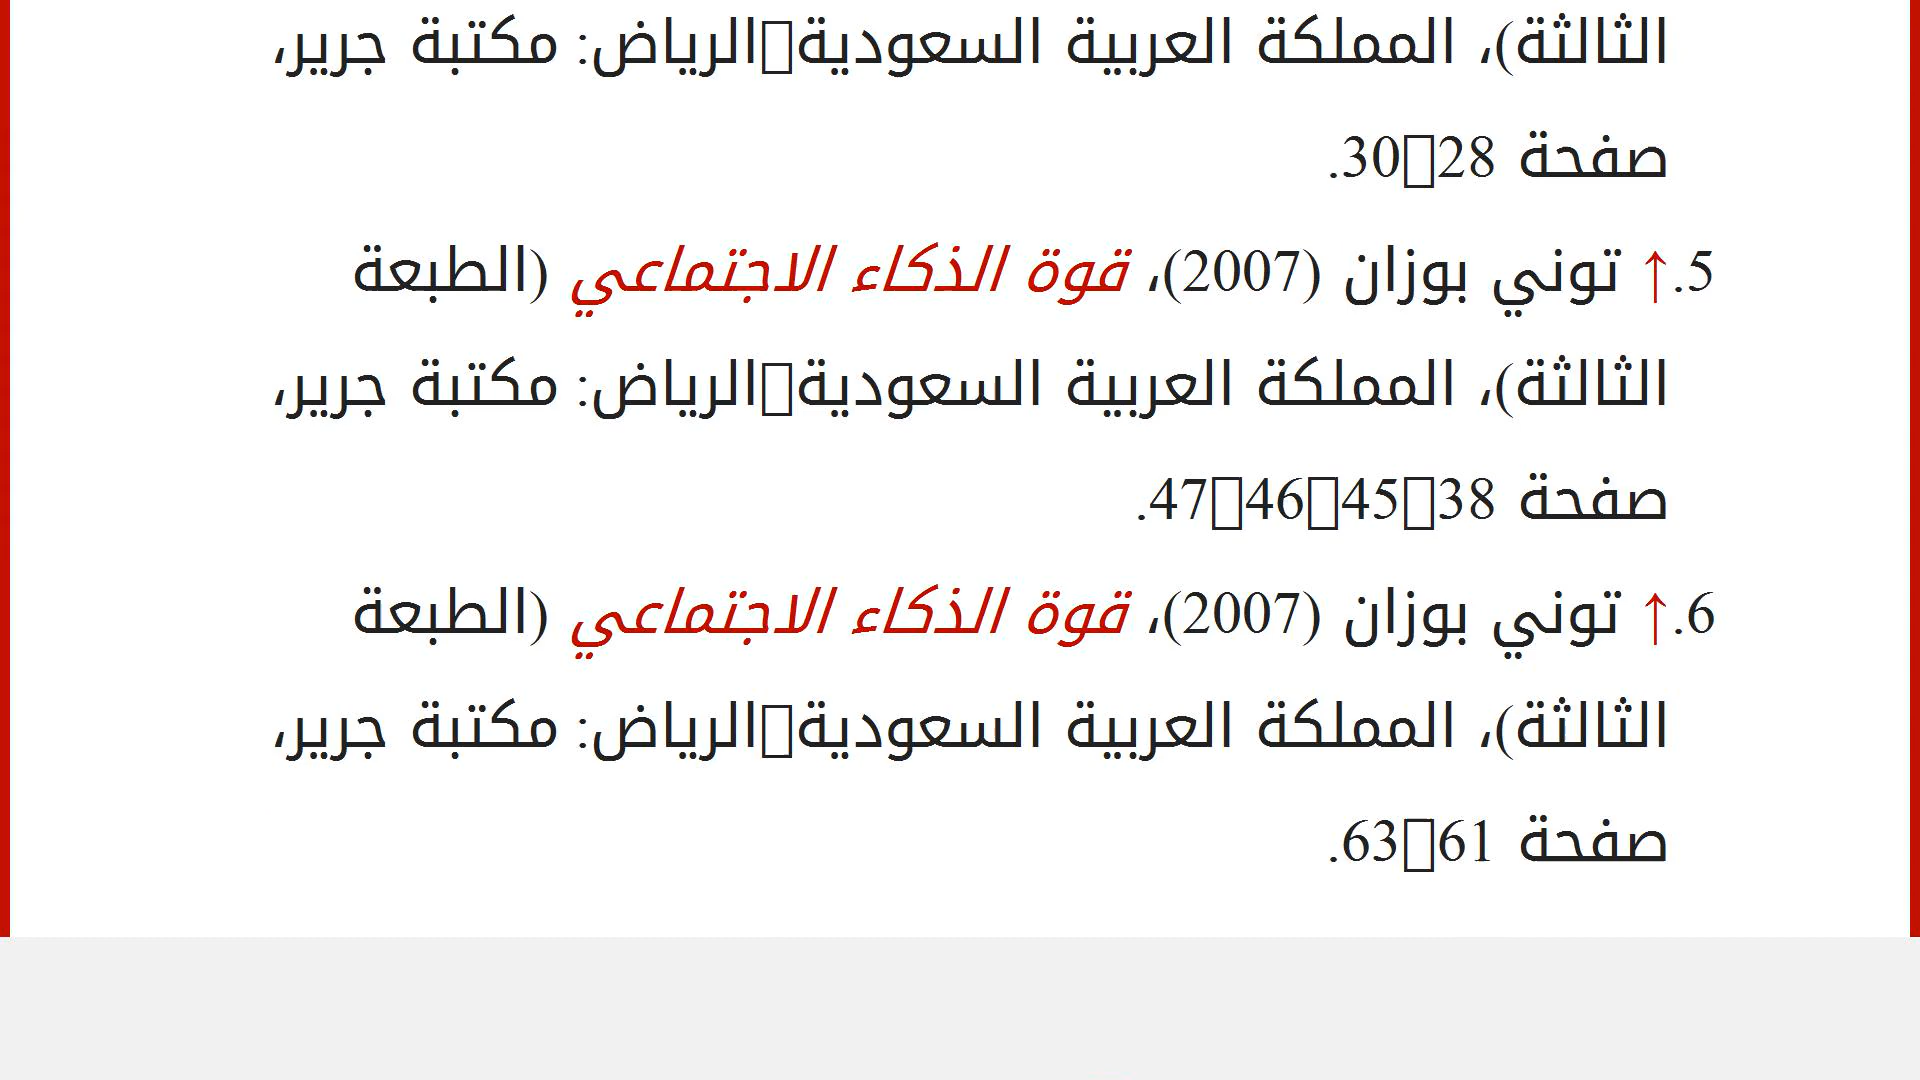 الثالثة)، المملكة العربية السعودية▯الرياض: مكتبة جرير،
صفحة 28▯30.
5.↑ توني بوزان (2007)، قوة الذكاء الاجتماعي (الطبعة
الثالثة)، المملكة العربية السعودية▯الرياض: مكتبة جرير،
صفحة 38▯45▯46▯47.
6.↑ توني بوزان (2007)، قوة الذكاء الاجتماعي (الطبعة
الثالثة)، المملكة العربية السعودية▯الرياض: مكتبة جرير،
صفحة 61▯63.